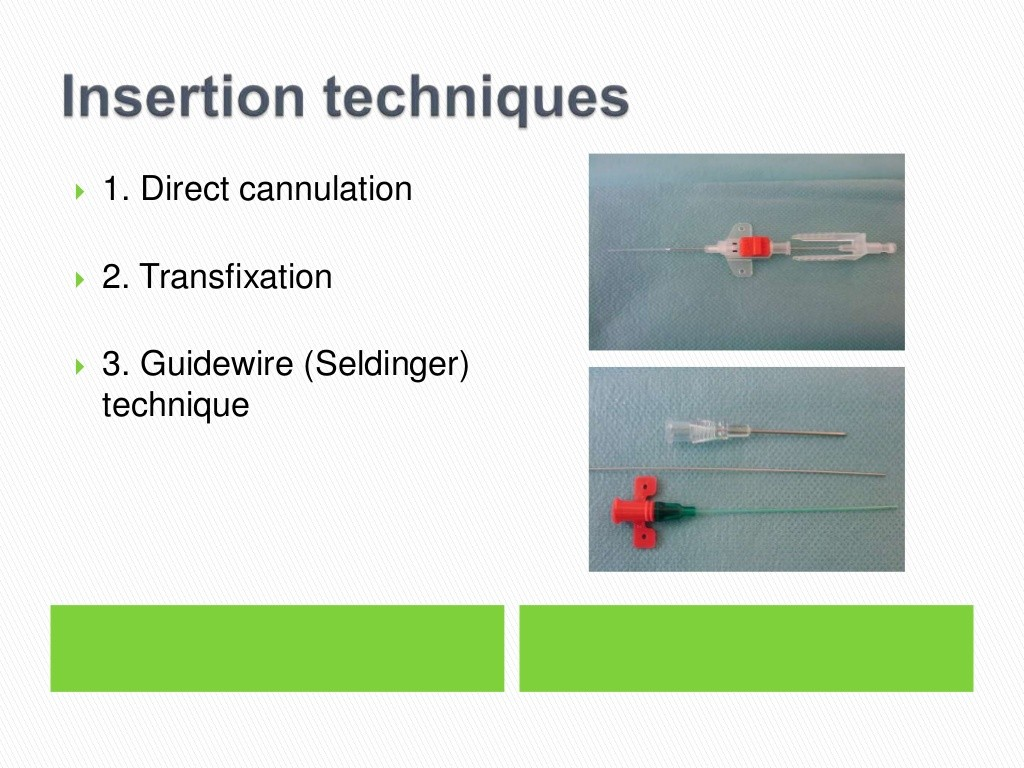 Insertion techniques
1. Direct cannulation
2. Transfixation
3. Guidewire (Seldinger)
technique